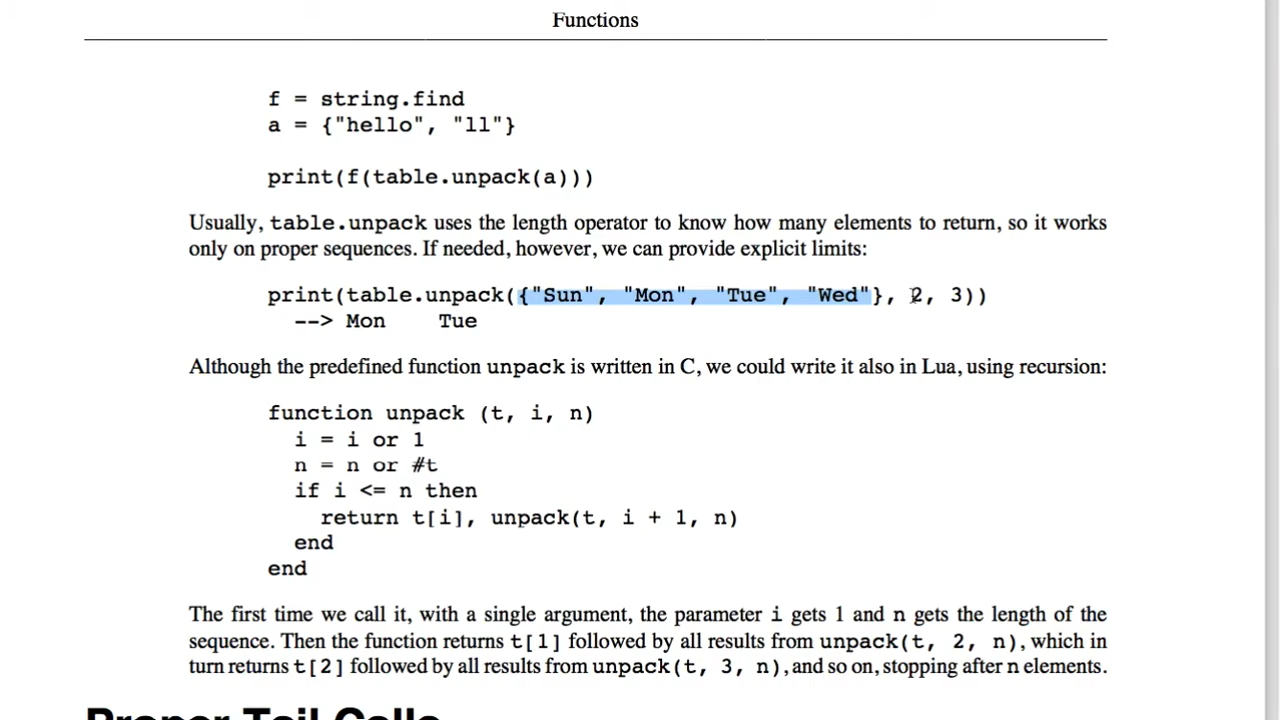 Functions
f = string.find
a = {"hello", "ll"}
print(f(table.unpack(a)))
Usually, table.unpack uses the length operator to know how many elements to return, so it works
only on proper sequences. If needed, however, we can provide explicit limits:
print(table.unpack({"Sun", "Mon", "Tue", "Wed"}, 2, 3))
--> Mon    Tue
Although the predefined function unpack is written in C, we could write it also in Lua, using recursion:
function unpack (t, i, n)
i = i or 1
n = n or #t
if i <= n then
return t[i], unpack(t, i + 1, n)
end
end
The first time we call it, with a single argument, the parameter i gets 1 and n gets the length of the
sequence. Then the function returns t[1] followed by all results from unpack(t, 2, n), which in
turn returns t[2] followed by all results from unpack(t, 3, n), and so on, stopping after n elements.
Proper Tail Calls